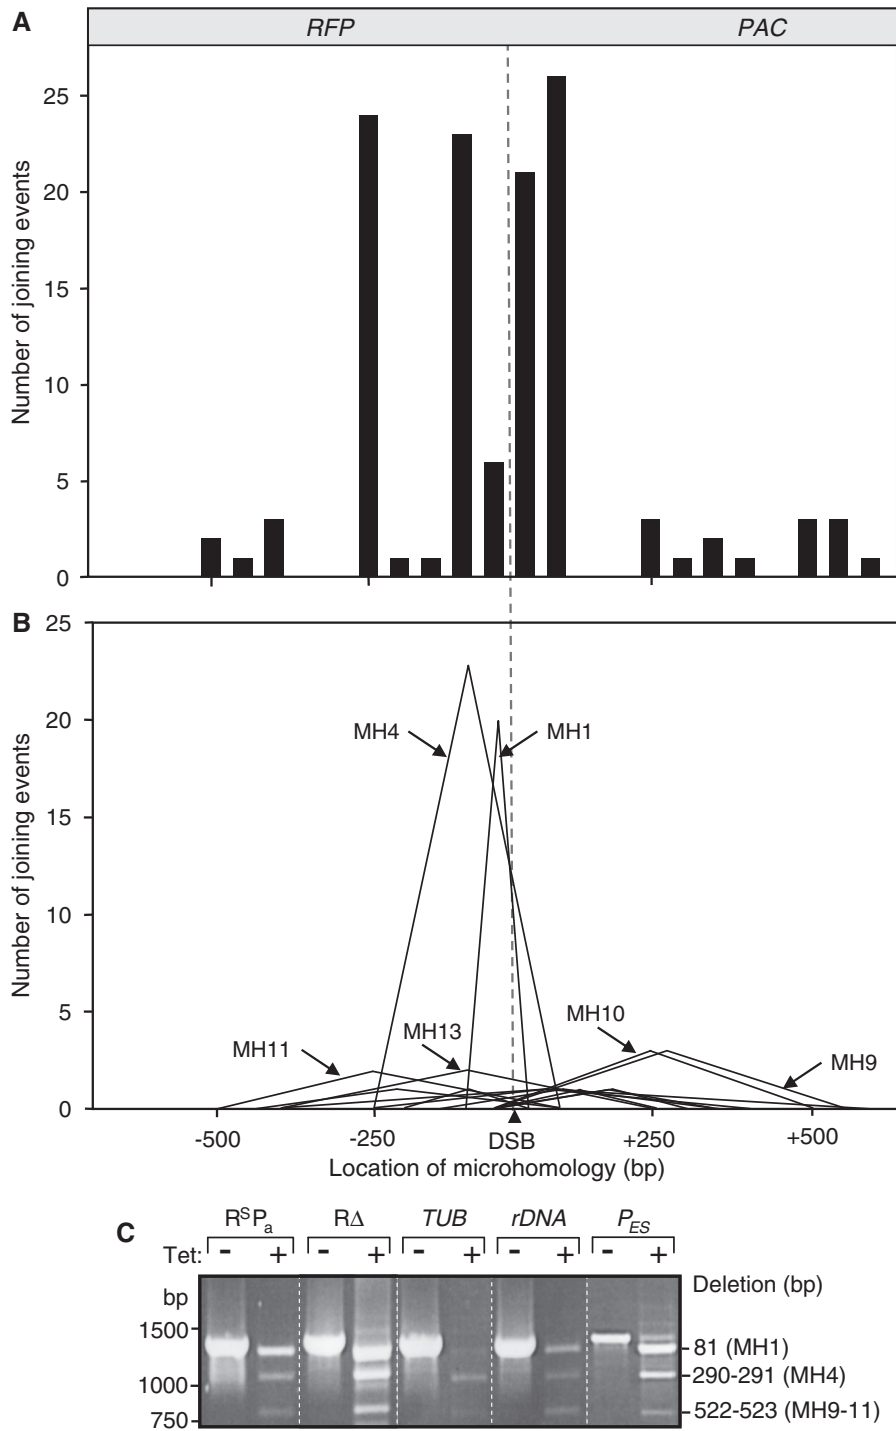 A
RFP PAC
Number of joining events
25
20
15
10
5
0
B
Number of joining events
25
20
15
10
5
0
MH4
MH1
MH11
MH13
MH10
MH9
-500 -250 DSB +250 +500
Location of microhomology (bp)
C
RSPa RΔ TUB rDNA PES
Tet: - + - + - + - + - +
bp
Deletion (bp)
1500
81 (MH1)
1000
290-291 (MH4)
750
522-523 (MH9-11)